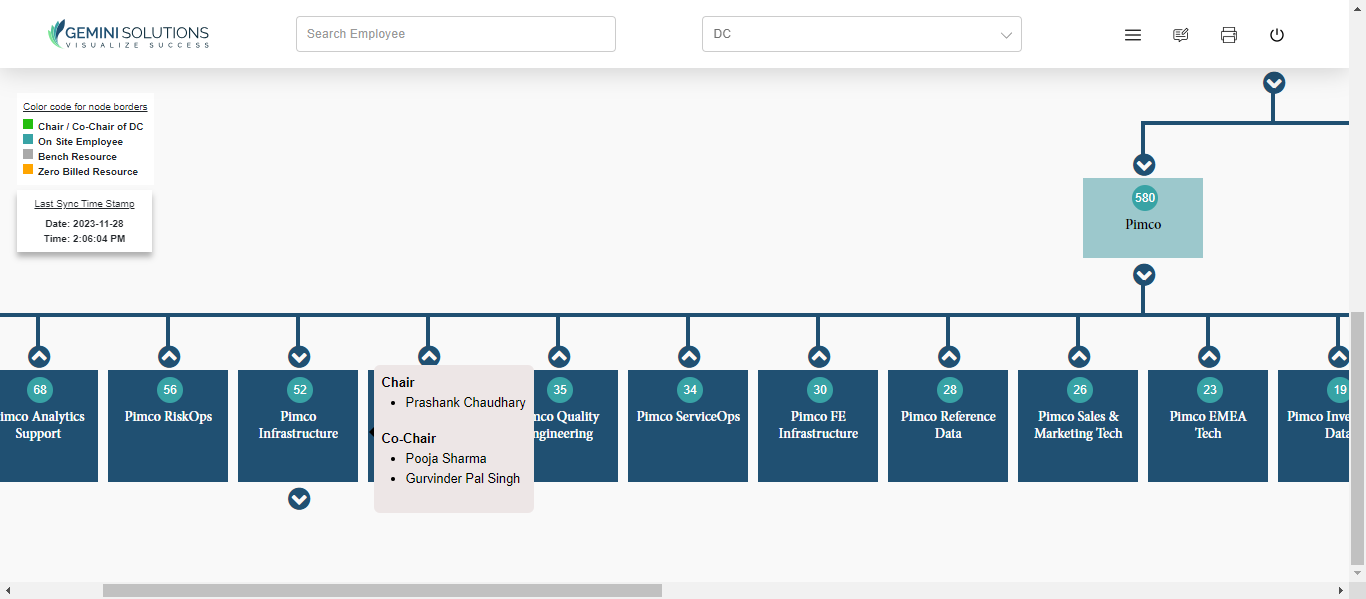 GEMINI SOLUTIONS
VISUALIZE SUCCESS
Search Employee
DC
Color code for node borders
Chair / Co-Chair of DC
On Site Employee
Bench Resource
Zero Billed Resource
Last Sync Time Stamp
Date: 2023-11-28
Time: 2:06:04 PM
580
Pimco
68
imco Analytics
Support
56
Pimco RiskOps
52
Pimco
Infrastructure
Chair
Prashank Chaudhary
Co-Chair
Pooja Sharma
Gurvinder Pal Singh
35
nco Quality
ngineering
34
Pimco ServiceOps
30
Pimco FE
Infrastructure
28
Pimco Reference
Data
26
Pimco Sales &
Marketing Tech
23
Pimco EMEA
Tech
19
Pimco Inve
Data